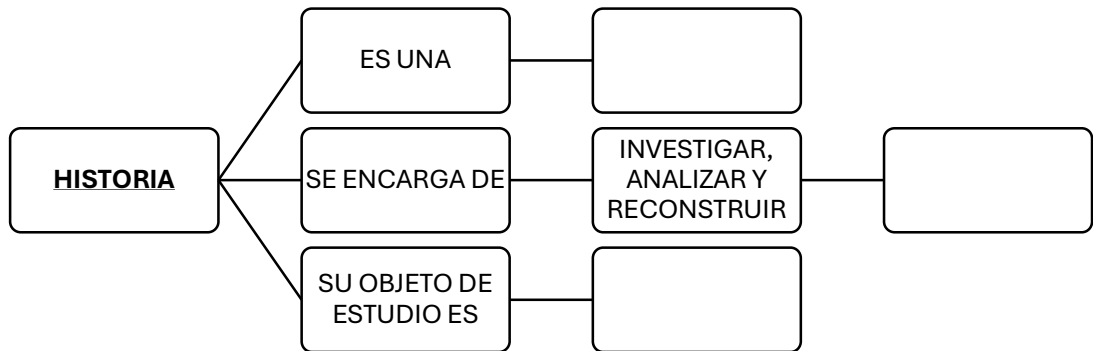 HISTORIA
ES UNA
SE ENCARGA DE
INVESTIGAR,
ANALIZAR Y
RECONSTRUIR
SU OBJETO DE
ESTUDIO ES